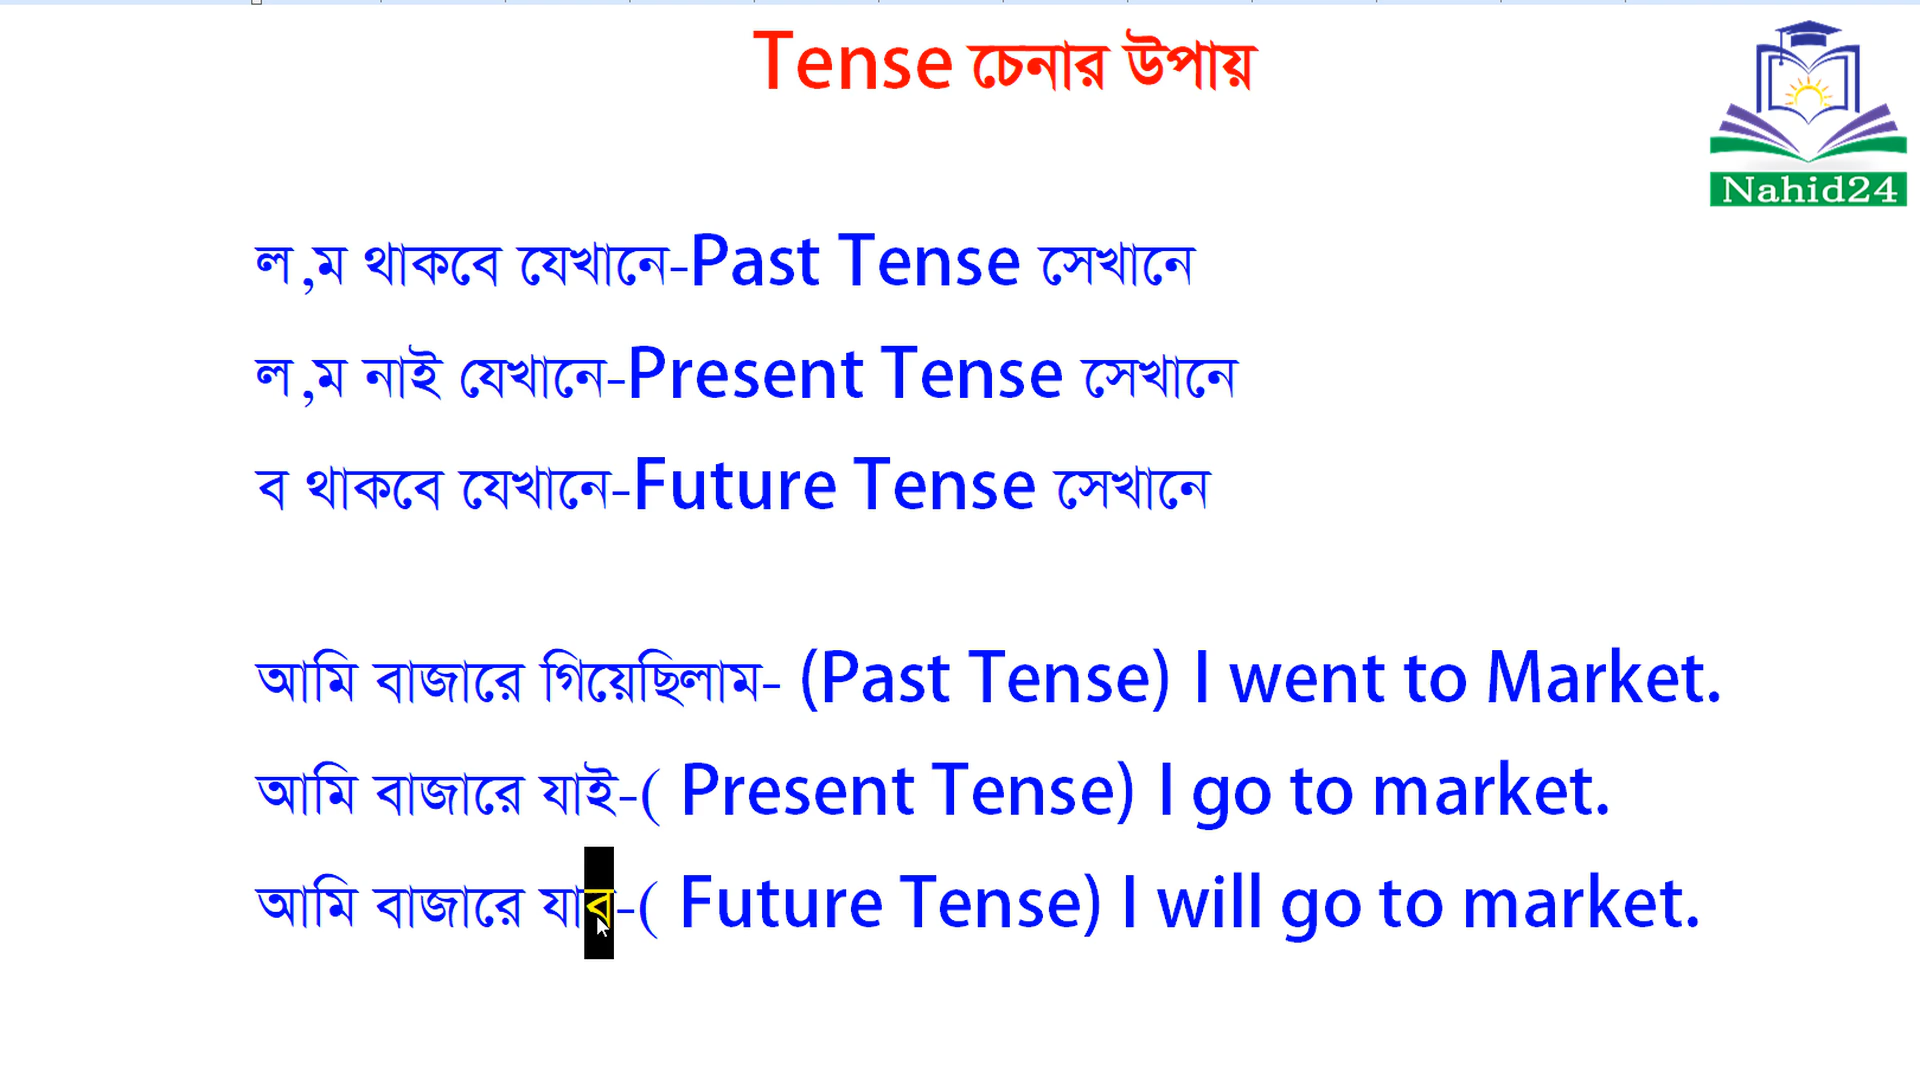 Tense চেনার উপায়
Nahid24
ল ,ম থাকবে যেখানে-Past Tense সেখানে
ল ,ম নাই যেখানে-Present Tense সেখানে
ব থাকবে যেখানে-Future Tense সেখানে
আমি বাজারে গিয়েছিলাম- (Past Tense) I went to Market.
আমি বাজারে যাই-( Present Tense) I go to market.
আমি বাজারে যাব-( Future Tense) I will go to market.